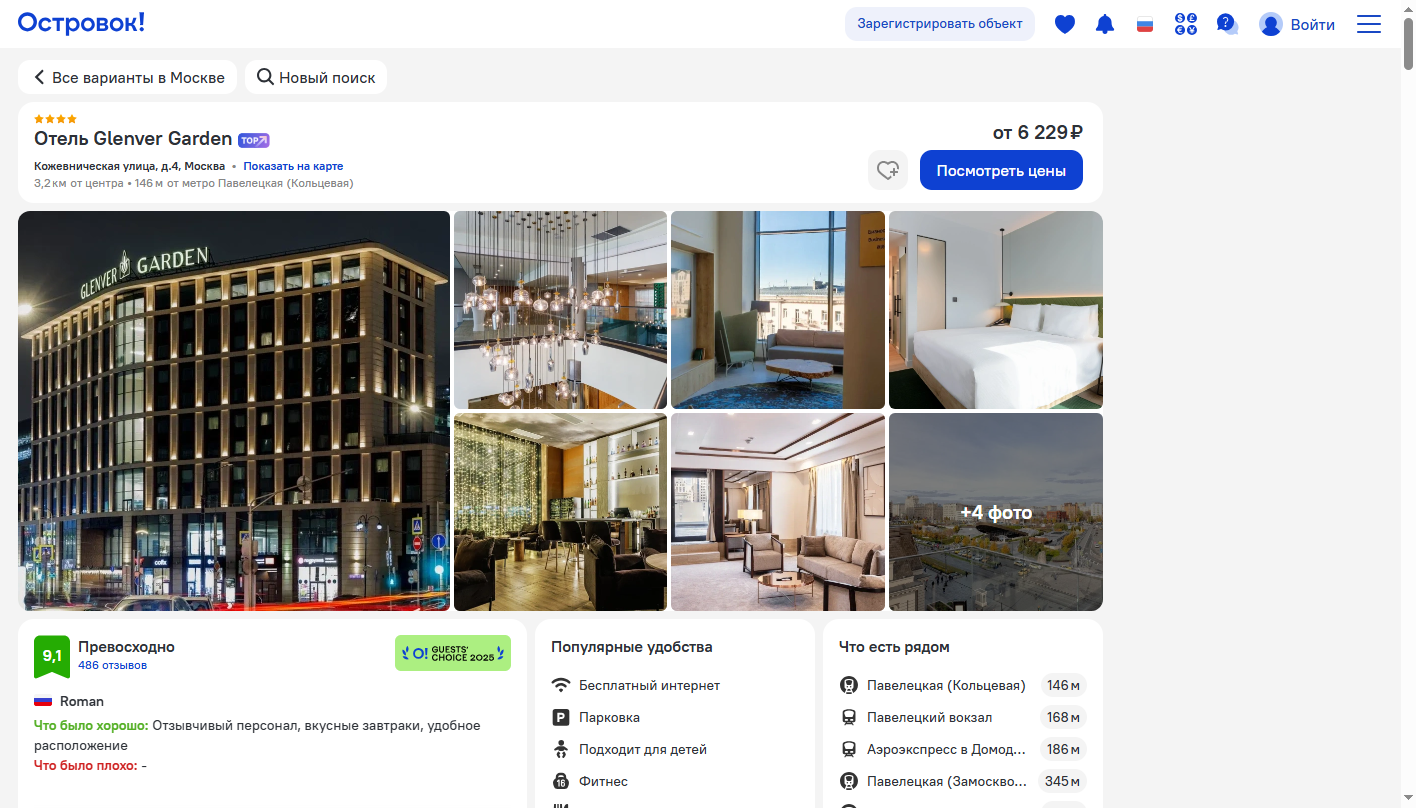 Островок!
Зарегистрировать объект
Войти
Все варианты в Москве
Новый поиск
Отель Glenver Garden TOP
от 6 229 ₽
Кожевническая улица, д.4, Москва • Показать на карте
3,2 км от центра • 146 м от метро Павелецкая (Кольцевая)
Посмотреть цены
GLENVER GARDEN
cofix
+4 фото
9,1
Превосходно
486 отзывов
O! GUESTS' CHOICE 2025
Roman
Что было хорошо: Отзывчивый персонал, вкусные завтраки, удобное
расположение
Что было плохо: -
Популярные удобства
Бесплатный интернет
P Парковка
Подходит для детей
16 Фитнес
Что есть рядом
Павелецкая (Кольцевая) 146 м
Павелецкий вокзал 168 м
Аэроэкспресс в Домод... 186 м
Павелецкая (Замоскво... 345 м